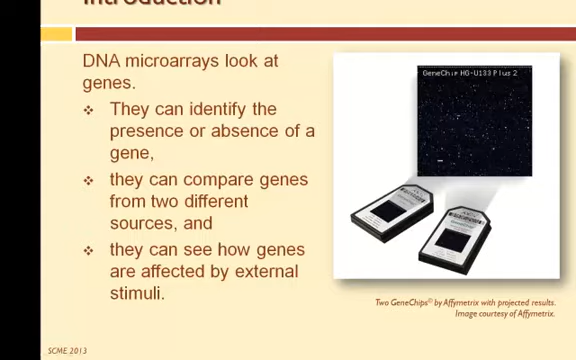 Introduction
DNA microarrays look at
genes.
They can identify the
presence or absence of a
gene,
they can compare genes
from two different
sources, and
they can see how genes
are affected by external
stimuli.
GeneChip HG-U133 Plus 2
Two GeneChips© by Affymetrix with projected results.
Image courtesy of Affymetrix.
SCME 2013